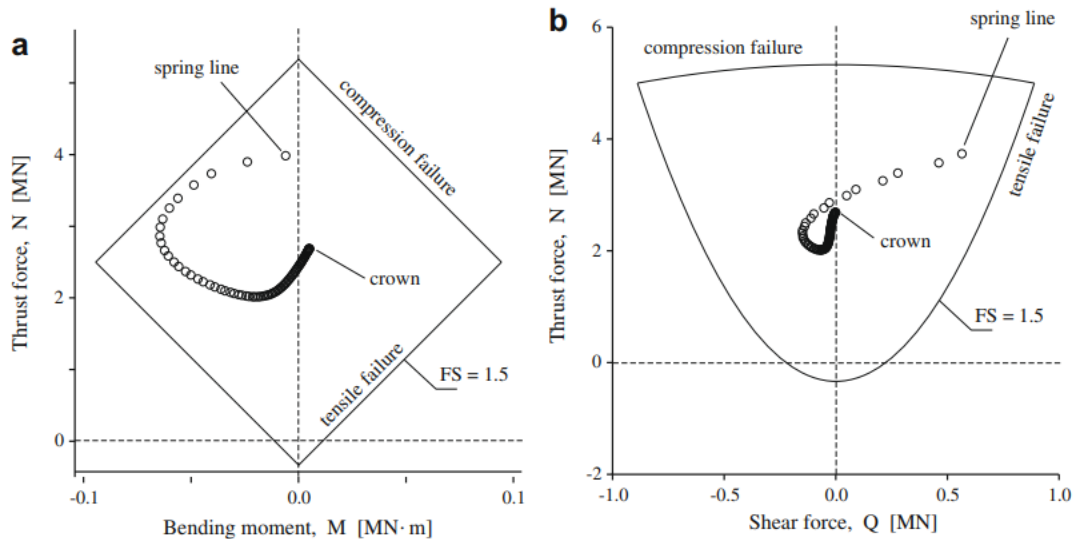 a
spring line
compression failure
crown
FS = 1.5
tensile failure
4
2
0
-0.1
0.0
0.1
Thrust force, N [MN]
Bending moment, M [MN·m]
b
spring line
compression failure
tensile failure
crown
FS = 1.5
6
4
2
0
-2
-1.0
-0.5
0.0
0.5
1.0
Thrust force, N [MN]
Shear force, Q [MN]